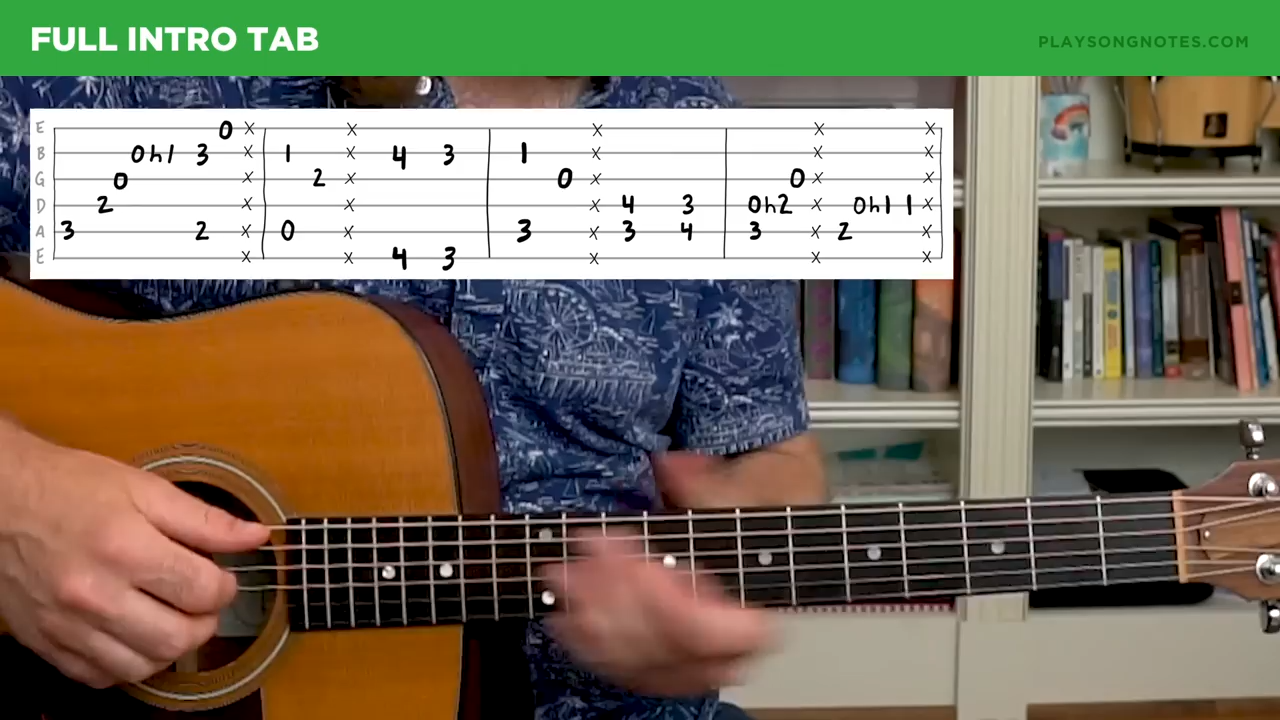 FULL INTRO TAB
PLAYSONGNOTES.COM
E 0 x x x x x
B 0h1 3 x 1 x 4 3 1 x x x
G 0 x 2 x 0 x 0 x x
D 2 x x x 4 3 0h2 x 0h1 1 x
A 3 2 x 0 x 3 x 3 4 3 x 2 x
E x x 4 3 x x x